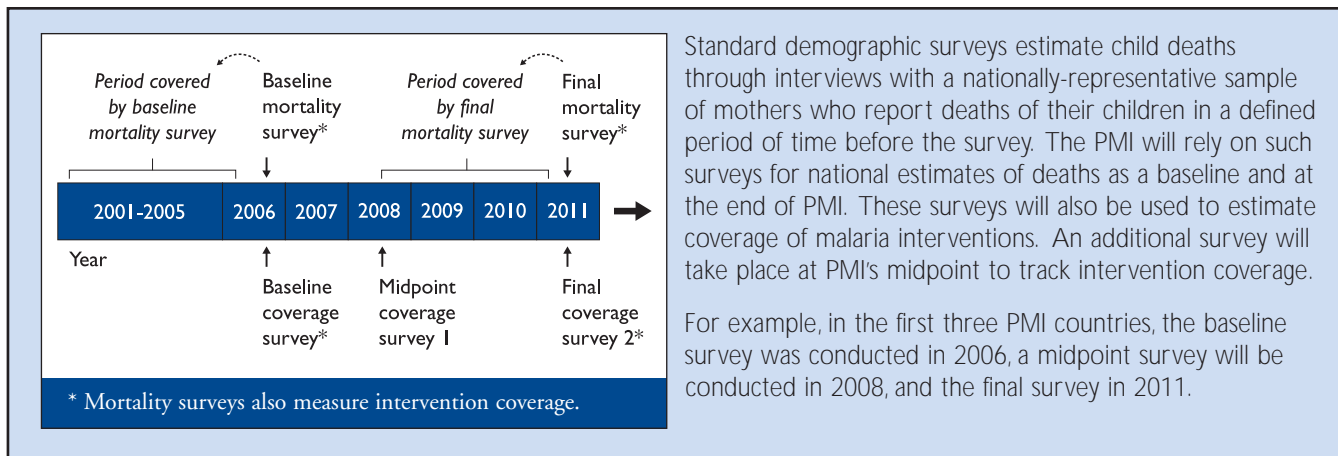 Period covered
by baseline
mortality survey
Baseline
mortality
survey*
Period covered
by final
mortality survey
Final
mortality
survey*
2001-2005 2006 2007 2008 2009 2010 2011
Year
Baseline
coverage
survey*
Midpoint
coverage
survey 1
Final
coverage
survey 2*
* Mortality surveys also measure intervention coverage.
Standard demographic surveys estimate child deaths
through interviews with a nationally-representative sample
of mothers who report deaths of their children in a defined
period of time before the survey. The PMI will rely on such
surveys for national estimates of deaths as a baseline and at
the end of PMI. These surveys will also be used to estimate
coverage of malaria interventions. An additional survey will
take place at PMI's midpoint to track intervention coverage.
For example, in the first three PMI countries, the baseline
survey was conducted in 2006, a midpoint survey will be
conducted in 2008, and the final survey in 2011.